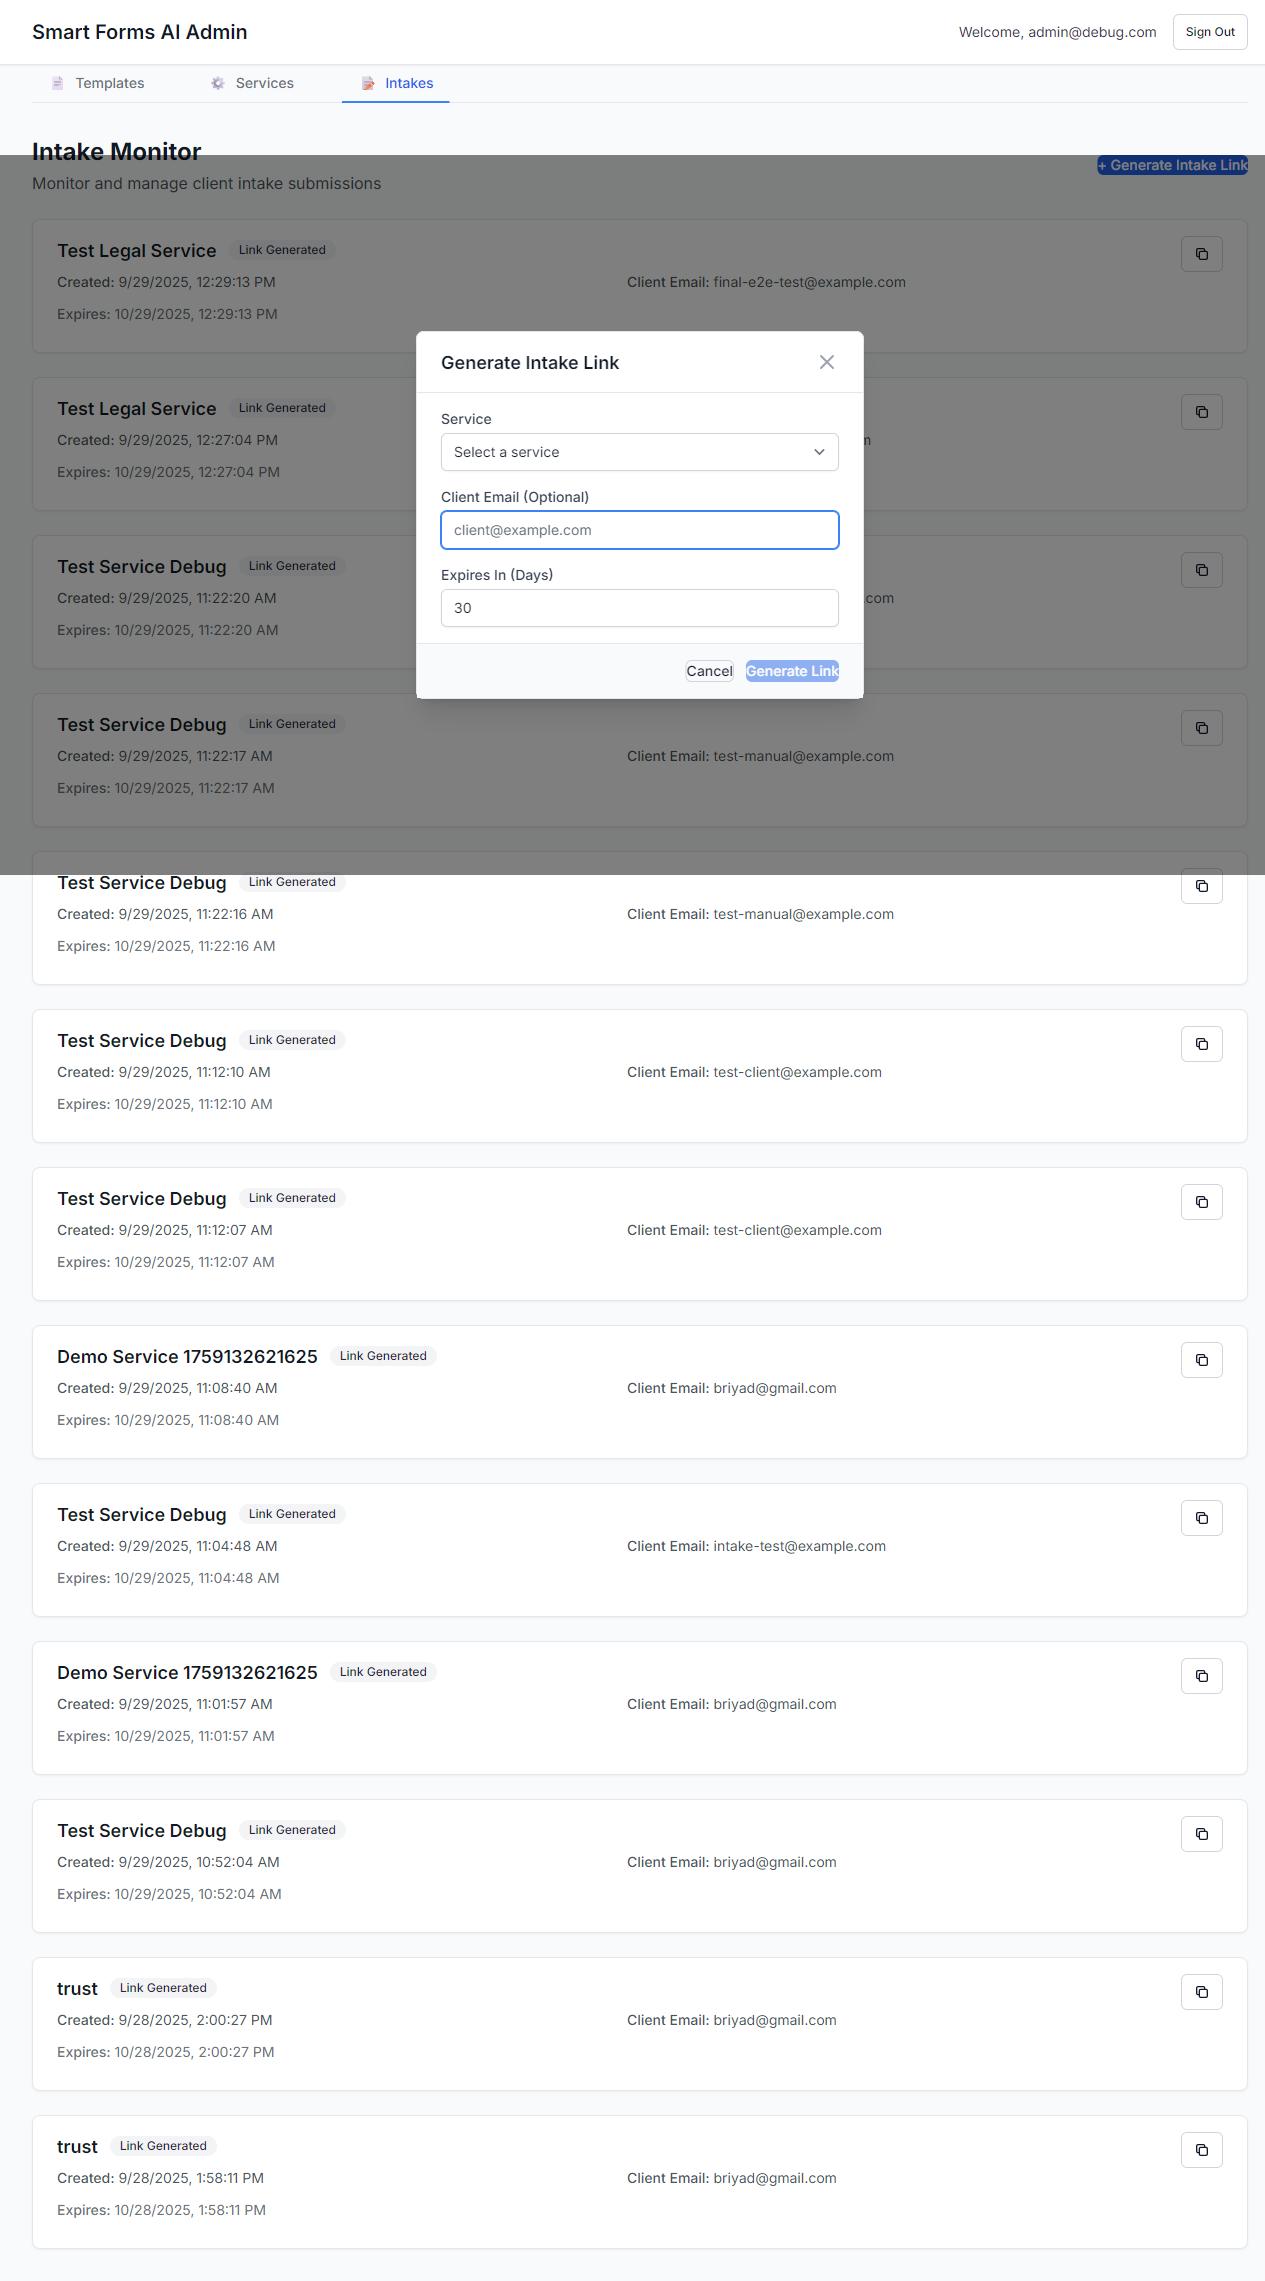 Smart Forms AI Admin
Welcome, admin@debug.com
Sign Out
Templates
Services
Intakes
Intake Monitor
+ Generate Intake Link
Monitor and manage client intake submissions
Test Legal Service
Link Generated
Created: 9/29/2025, 12:29:13 PM
Client Email: final-e2e-test@example.com
Expires: 10/29/2025, 12:29:13 PM
Test Legal Service
Link Generated
Created: 9/29/2025, 12:27:04 PM
Expires: 10/29/2025, 12:27:04 PM
Test Service Debug
Link Generated
Created: 9/29/2025, 11:22:20 AM
.com
Expires: 10/29/2025, 11:22:20 AM
Generate Intake Link
Service
Select a service
Client Email (Optional)
client@example.com
Expires In (Days)
30
Cancel
Generate Link
Test Service Debug
Link Generated
Created: 9/29/2025, 11:22:17 AM
Client Email: test-manual@example.com
Expires: 10/29/2025, 11:22:17 AM
Test Service Debug
Link Generated
Created: 9/29/2025, 11:22:16 AM
Client Email: test-manual@example.com
Expires: 10/29/2025, 11:22:16 AM
Test Service Debug
Link Generated
Created: 9/29/2025, 11:12:10 AM
Client Email: test-client@example.com
Expires: 10/29/2025, 11:12:10 AM
Test Service Debug
Link Generated
Created: 9/29/2025, 11:12:07 AM
Client Email: test-client@example.com
Expires: 10/29/2025, 11:12:07 AM
Demo Service 1759132621625
Link Generated
Created: 9/29/2025, 11:08:40 AM
Client Email: briyad@gmail.com
Expires: 10/29/2025, 11:08:40 AM
Test Service Debug
Link Generated
Created: 9/29/2025, 11:04:48 AM
Client Email: intake-test@example.com
Expires: 10/29/2025, 11:04:48 AM
Demo Service 1759132621625
Link Generated
Created: 9/29/2025, 11:01:57 AM
Client Email: briyad@gmail.com
Expires: 10/29/2025, 11:01:57 AM
Test Service Debug
Link Generated
Created: 9/29/2025, 10:52:04 AM
Client Email: briyad@gmail.com
Expires: 10/29/2025, 10:52:04 AM
trust
Link Generated
Created: 9/28/2025, 2:00:27 PM
Client Email: briyad@gmail.com
Expires: 10/28/2025, 2:00:27 PM
trust
Link Generated
Created: 9/28/2025, 1:58:11 PM
Client Email: briyad@gmail.com
Expires: 10/28/2025, 1:58:11 PM